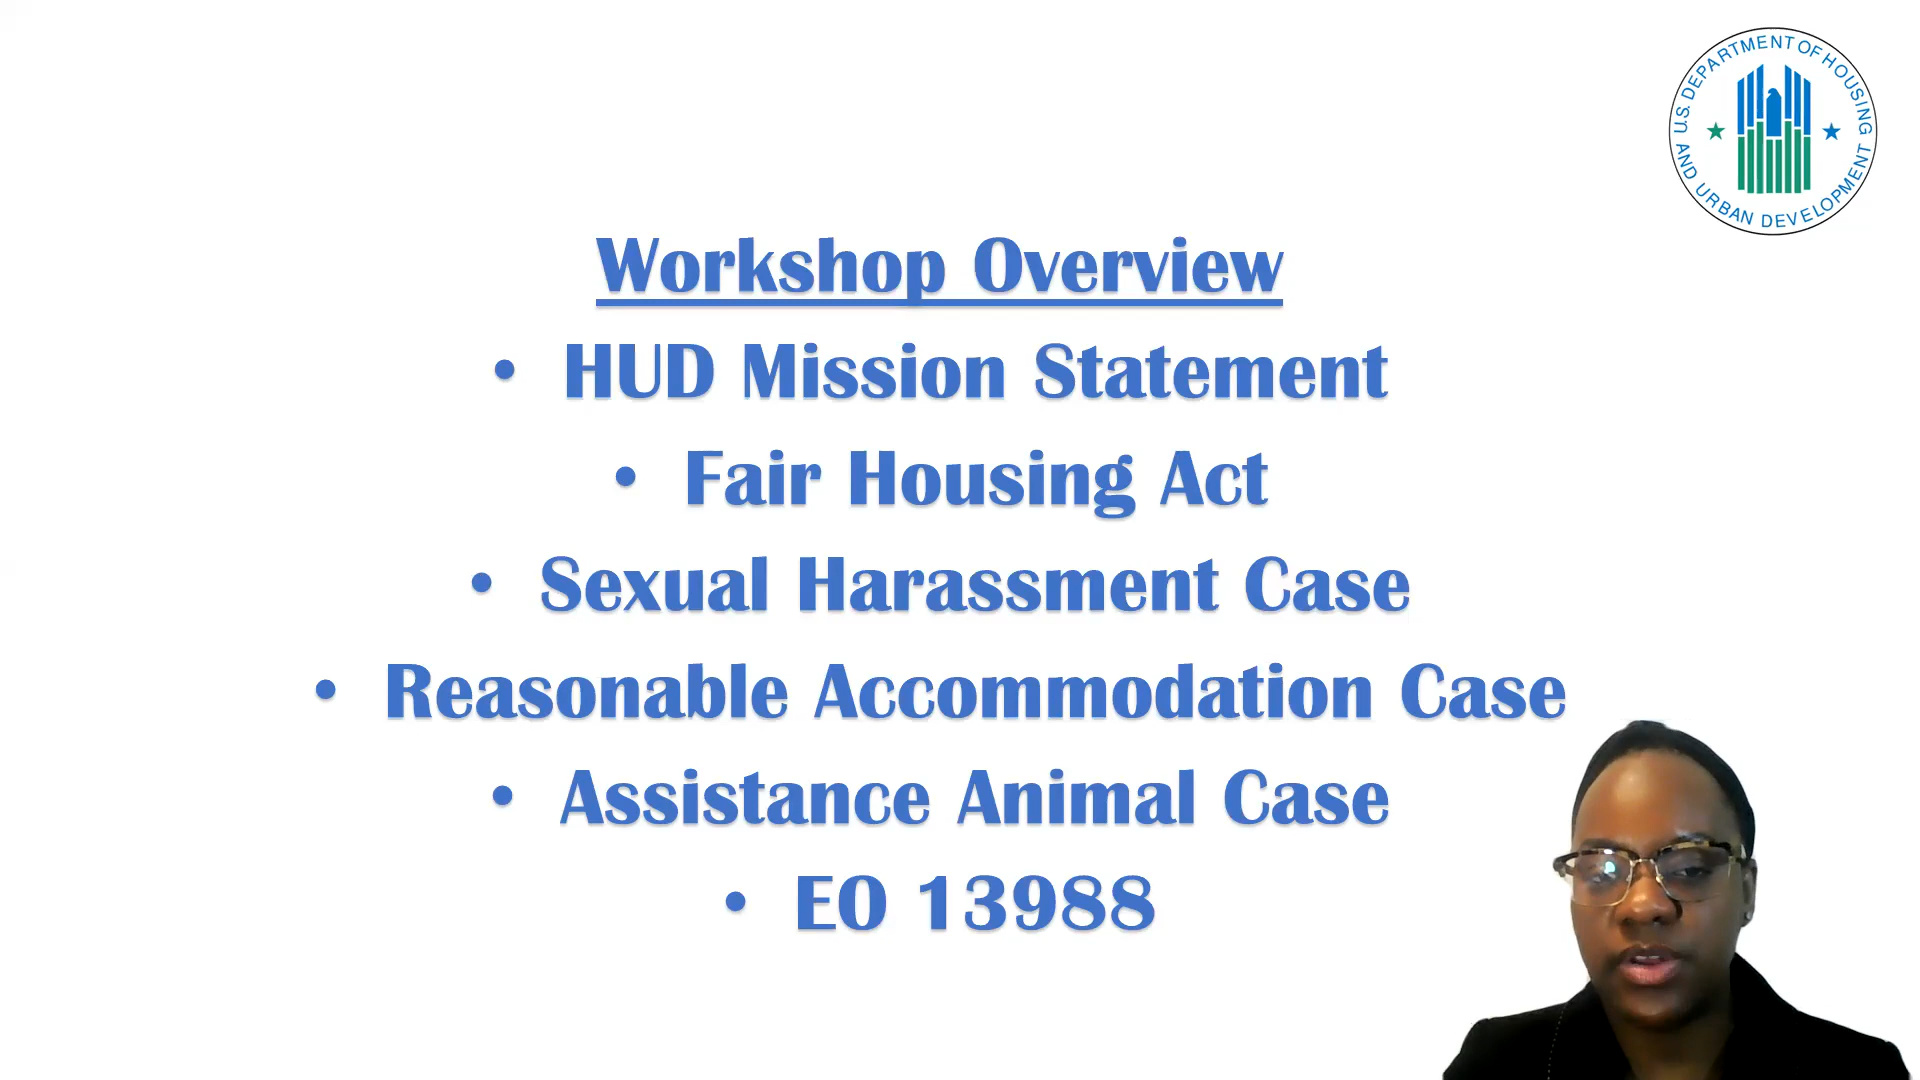 U.S. DEPARTMENT OF HOUSING
AND URBAN DEVELOPMENT
Workshop Overview
• HUD Mission Statement
• Fair Housing Act
• Sexual Harassment Case
• Reasonable Accommodation Case
• Assistance Animal Case
• EO 13988